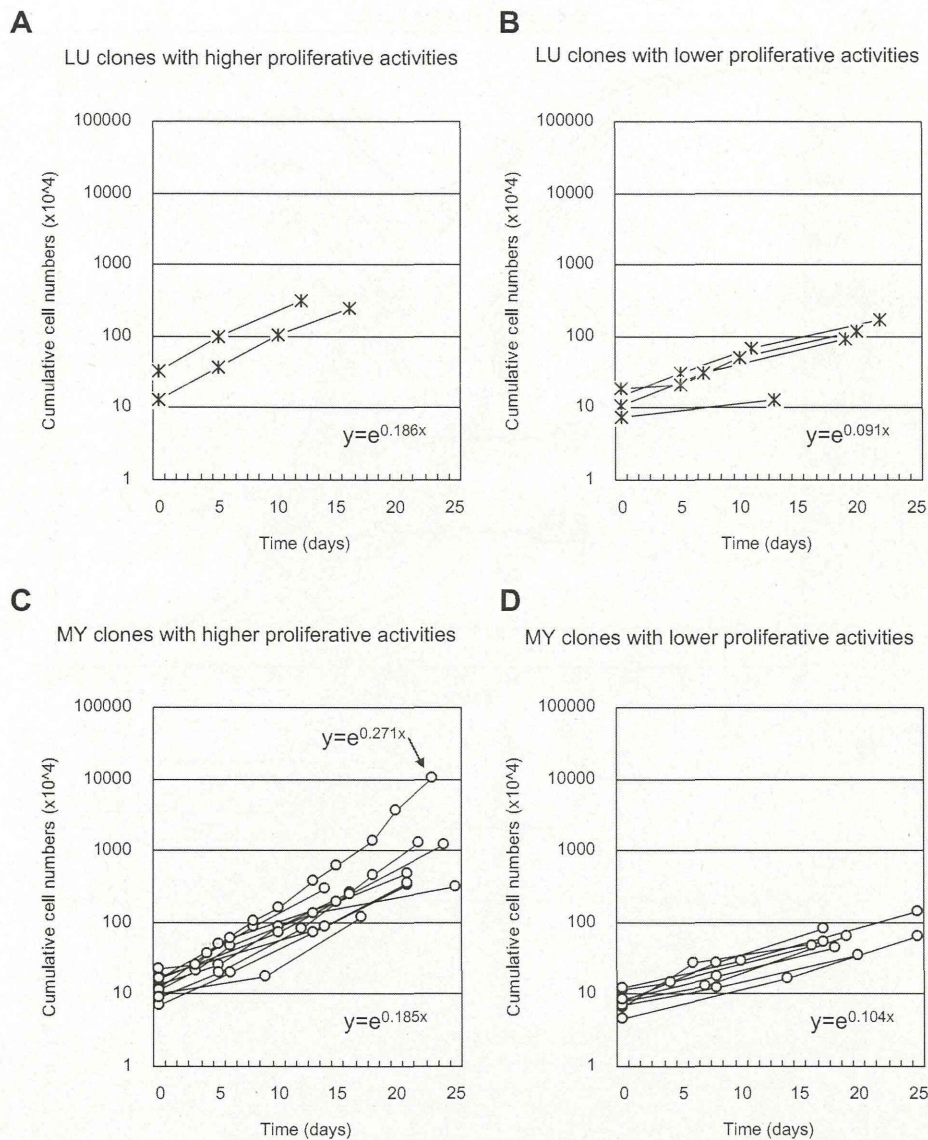 A
LU clones with higher proliferative activities
Cumulative cell numbers (x10^4)
100000
10000
1000
100
10
1
y=e0.186x
0 5 10 15 20 25
Time (days)
B
LU clones with lower proliferative activities
Cumulative cell numbers (x10^4)
100000
10000
1000
100
10
1
y=e0.091x
0 5 10 15 20 25
Time (days)
C
MY clones with higher proliferative activities
Cumulative cell numbers (x10^4)
100000
10000
1000
100
10
1
y=e0.271x
y=e0.185x
0 5 10 15 20 25
Time (days)
D
MY clones with lower proliferative activities
Cumulative cell numbers (x10^4)
100000
10000
1000
100
10
1
y=e0.104x
0 5 10 15 20 25
Time (days)